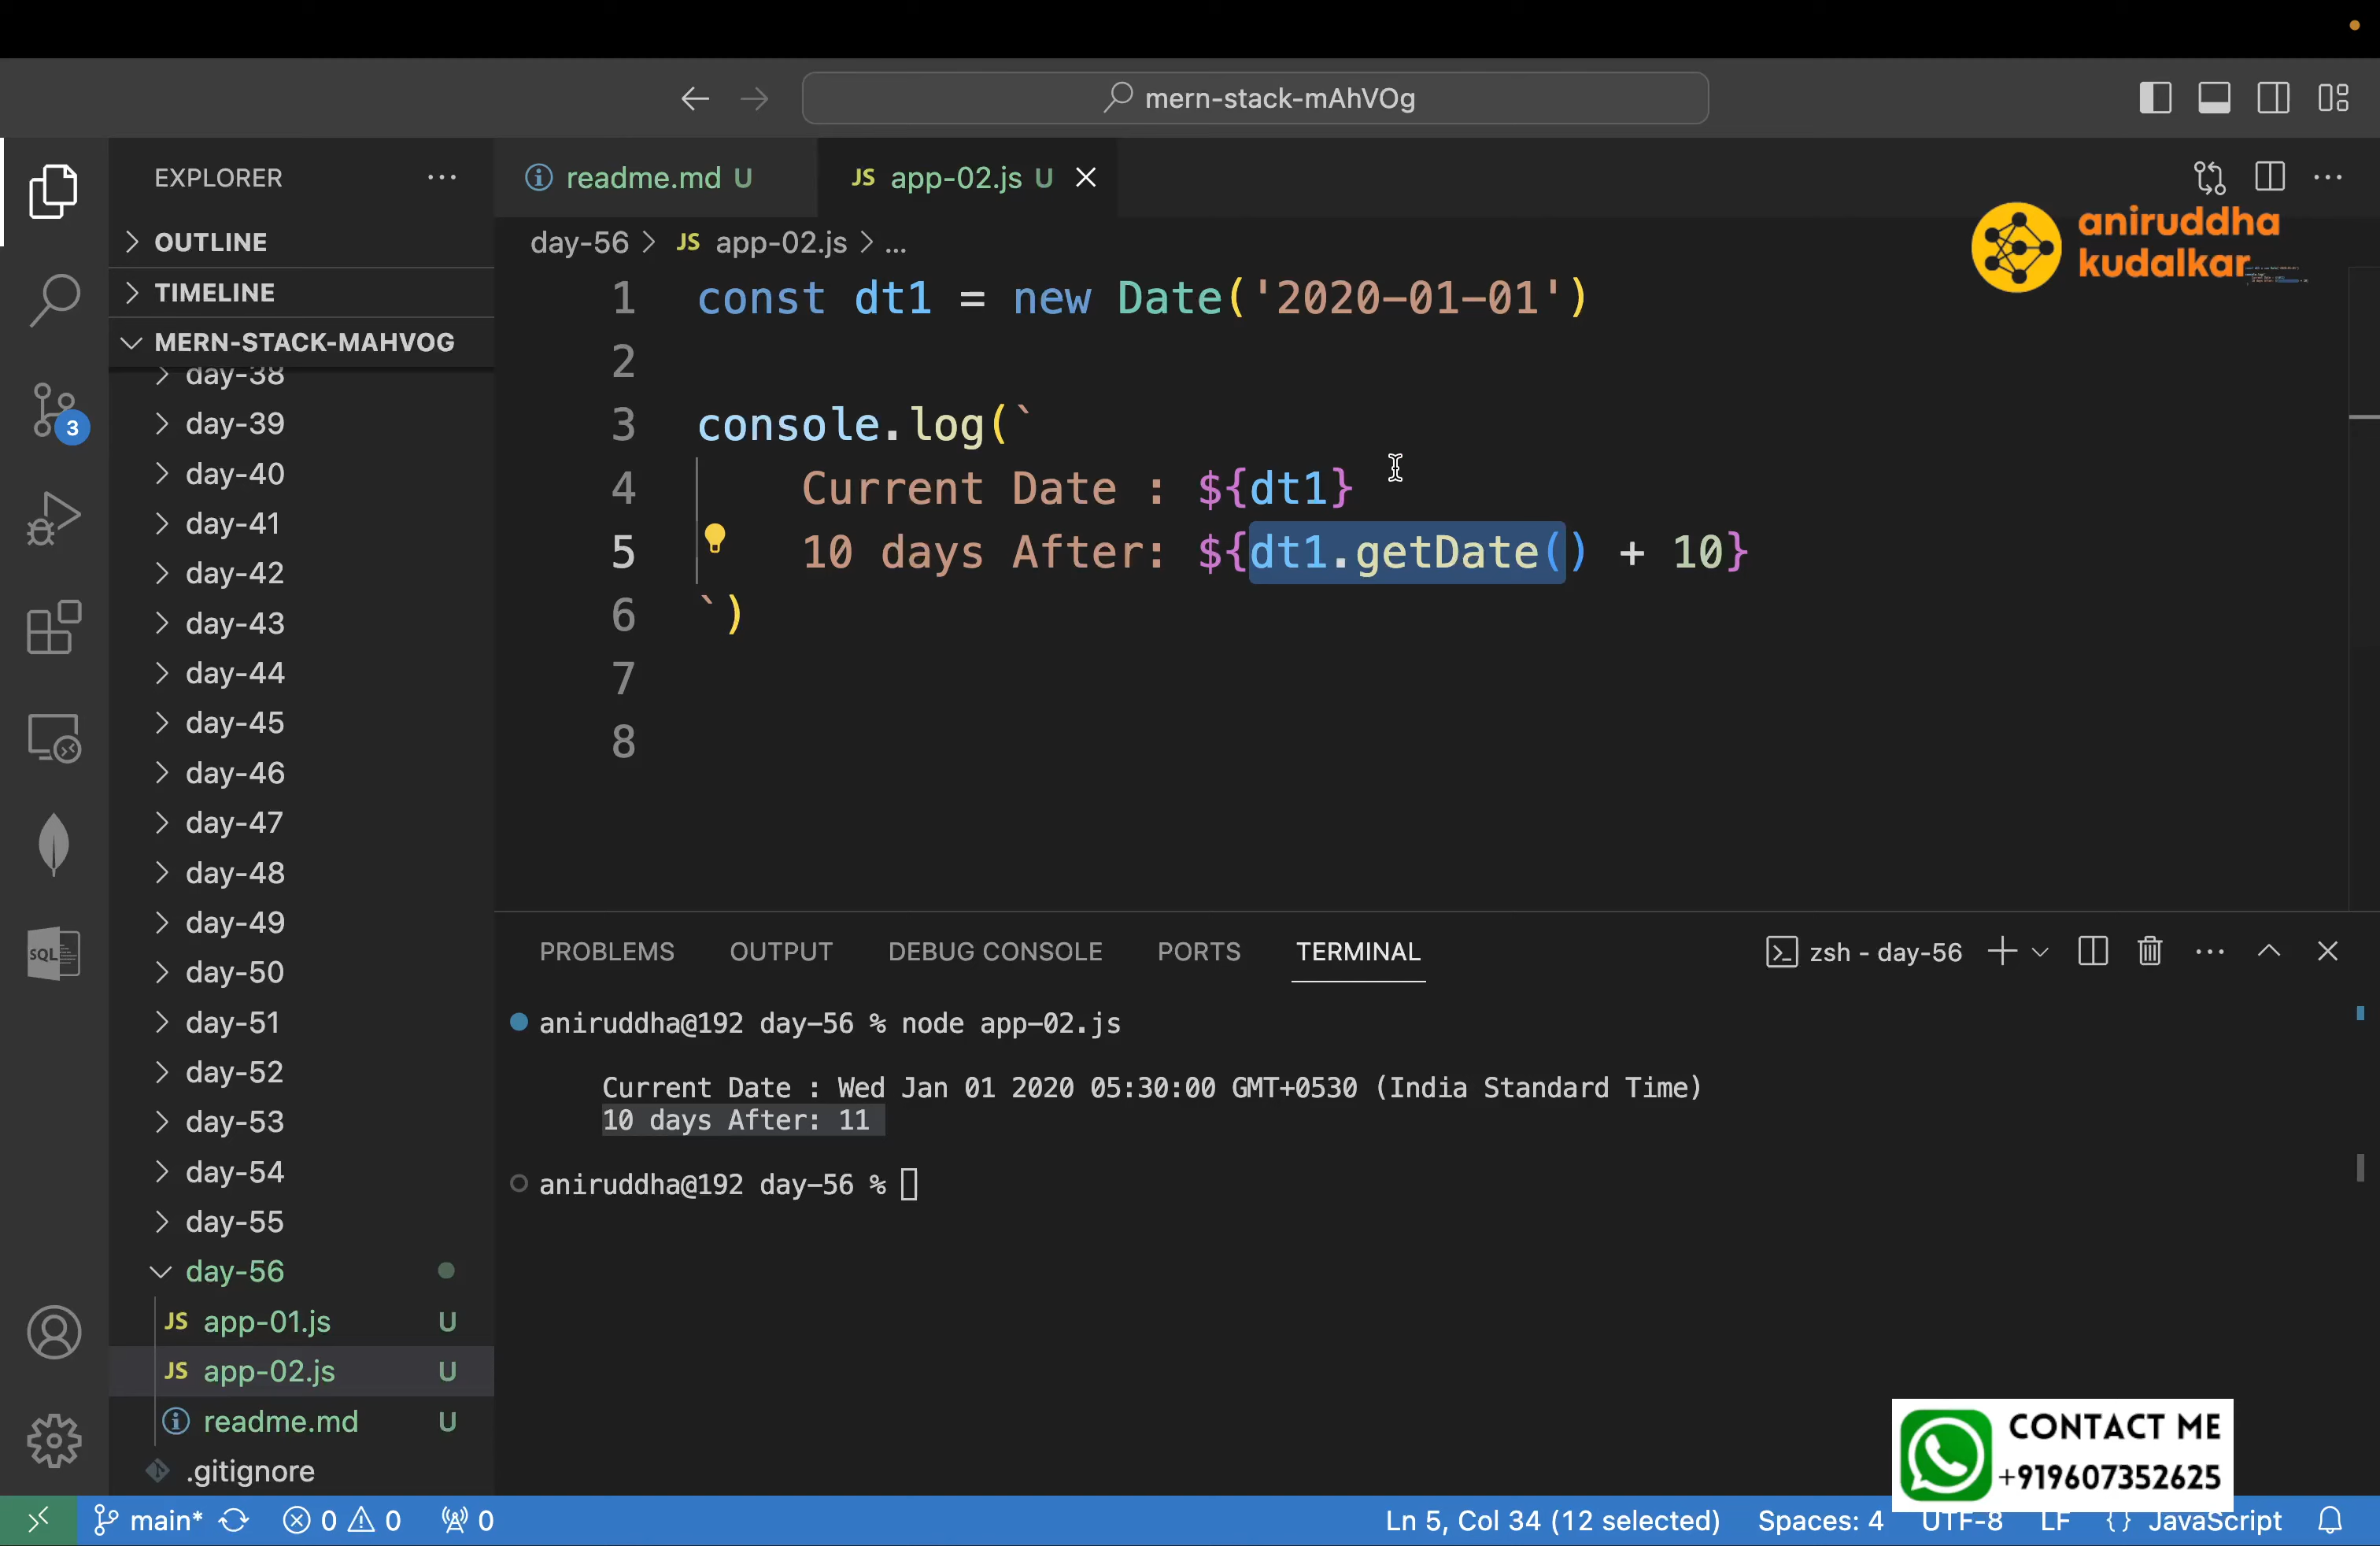 mern-stack-mAhVOg
EXPLORER
readme.md U
JS app-02.js U
OUTLINE
TIMELINE
MERN-STACK-MAHVOG
day-38
day-39
day-40
day-41
day-42
day-43
day-44
day-45
day-46
day-47
day-48
day-49
day-50
day-51
day-52
day-53
day-54
day-55
day-56
JS app-01.js U
JS app-02.js U
readme.md U
.gitignore
3
SQL
day-56 > JS app-02.js > ...
aniruddha
kudalkar
1 const dt1 = new Date('2020-01-01')
2
3 console.log(`
4 Current Date : ${dt1}
5 10 days After: ${dt1.getDate() + 10}
6 `)
7
8
PROBLEMS OUTPUT DEBUG CONSOLE PORTS TERMINAL
zsh - day-56
aniruddha@192 day-56 % node app-02.js
Current Date : Wed Jan 01 2020 05:30:00 GMT+0530 (India Standard Time)
10 days After: 11
aniruddha@192 day-56 %
CONTACT ME
+919607352625
main* 0 0 0
Ln 5, Col 34 (12 selected) Spaces: 4 UTF-8 LF {} JavaScript